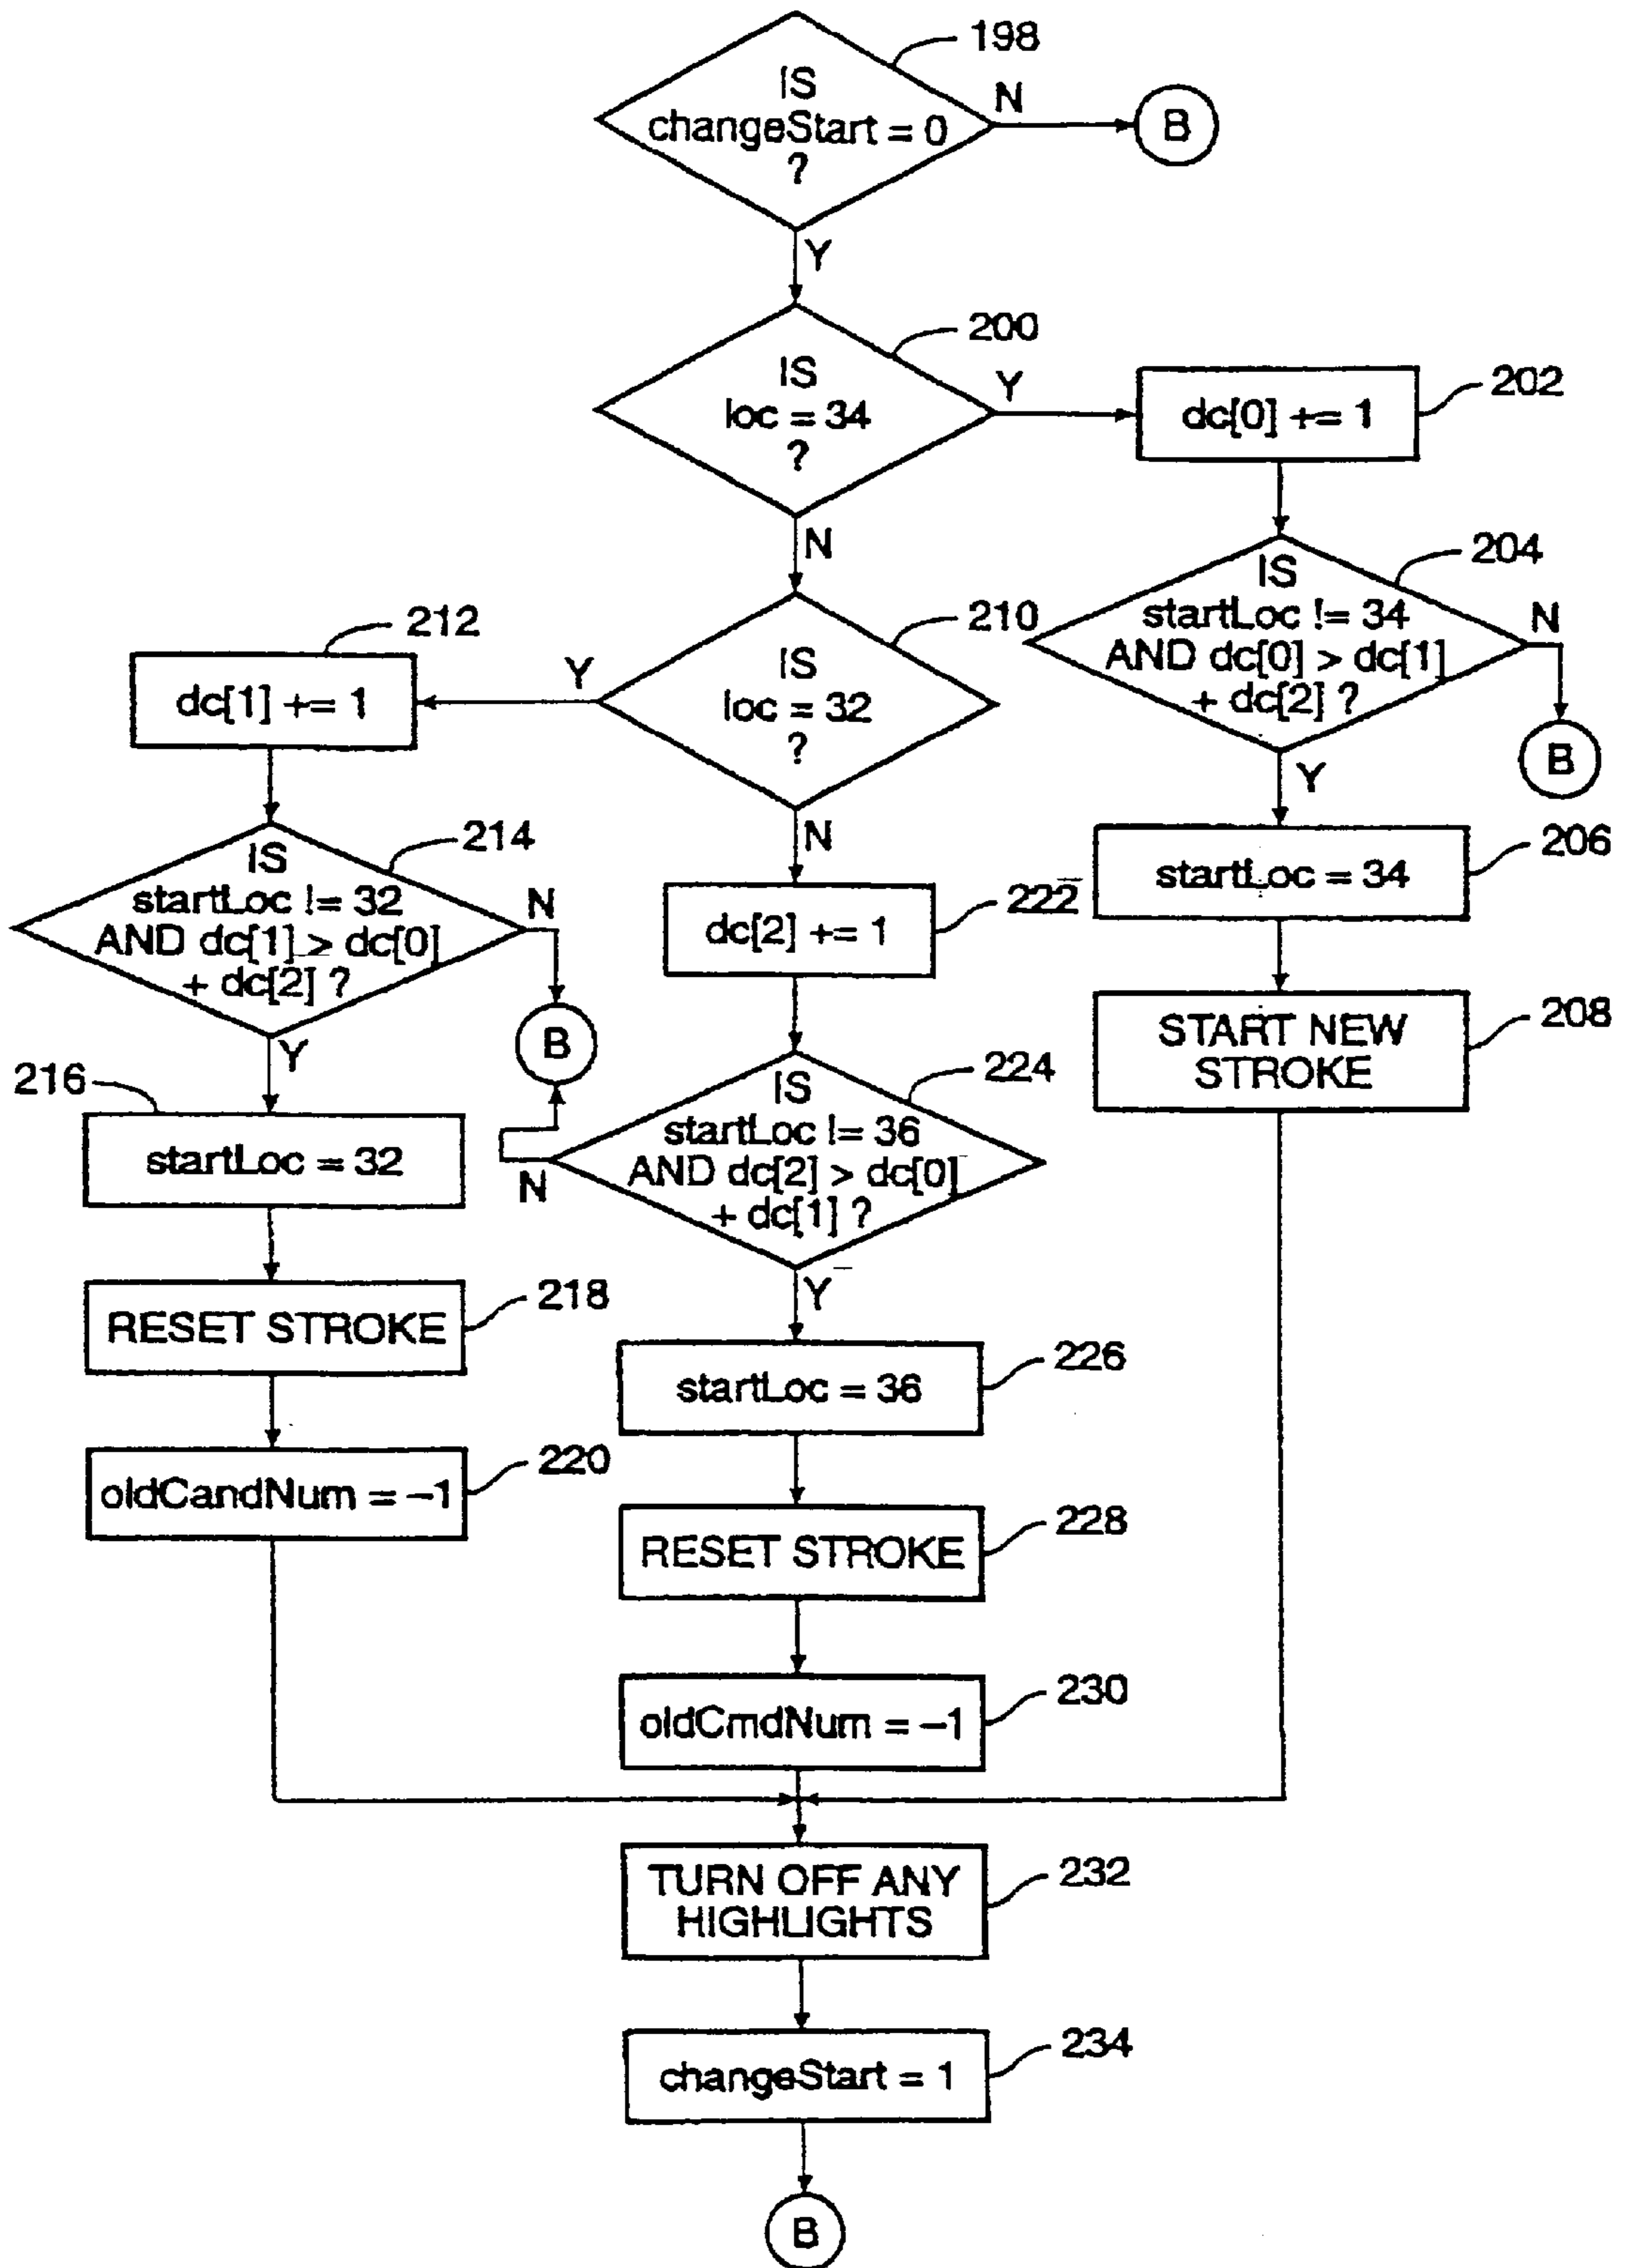 198
IS
changeStart = 0
?
N
B
Y
200
IS
loc = 34
?
Y
202
dc[0] += 1
N
204
IS
startLoc != 34
AND dc[0] > dc[1]
+ dc[2] ?
N
B
Y
210
IS
loc = 32
?
Y
212
dc[1] += 1
N
206
startLoc = 34
214
IS
startLoc != 32
AND dc[1] > dc[0]
+ dc[2] ?
N
B
Y
222
dc[2] += 1
208
START NEW
STROKE
224
IS
startLoc != 36
AND dc[2] > dc[0]
+ dc[1] ?
N
Y
216
startLoc = 32
218
RESET STROKE
226
startLoc = 36
220
oldCandNum = –1
228
RESET STROKE
230
oldCmdNum = –1
232
TURN OFF ANY
HIGHLIGHTS
234
changeStart = 1
B